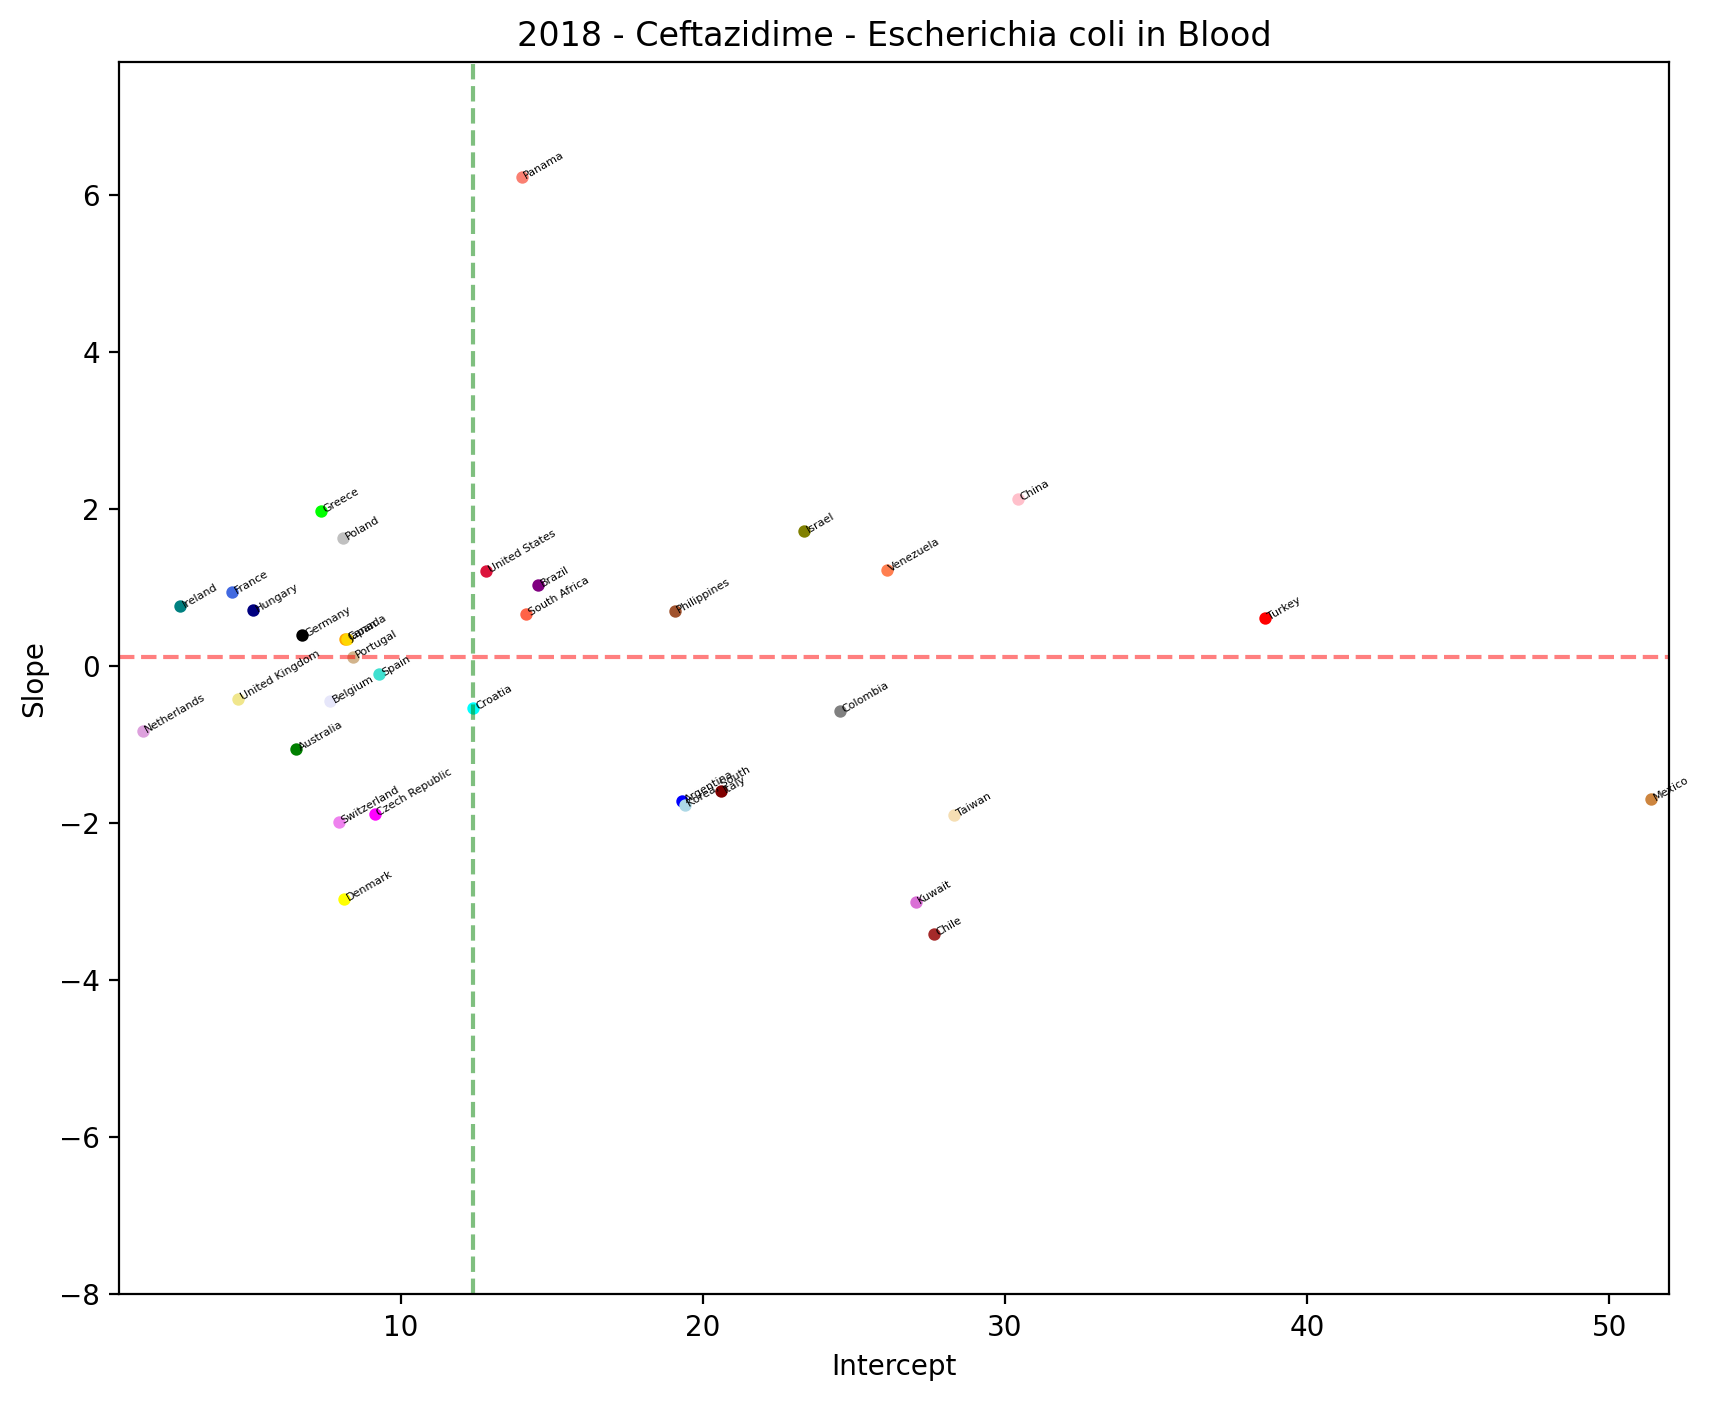 2018 - Ceftazidime - Escherichia coli in Blood
Panama
6
4
China
Greece
2
Israel
Poland
United States
Venezuela
Brazil
France
Ireland
Philippines
South Africa
Hungary
Turkey
Germany
Canada
Japan
Portugal
0
Spain
United Kingdom
Belgium
Croatia
Colombia
Netherlands
Australia
Argentina
Korea, South
Italy
Mexico
Switzerland
Czech Republic
Taiwan
−2
Denmark
Kuwait
Chile
−4
−6
−8
Slope
10
20
30
40
50
Intercept